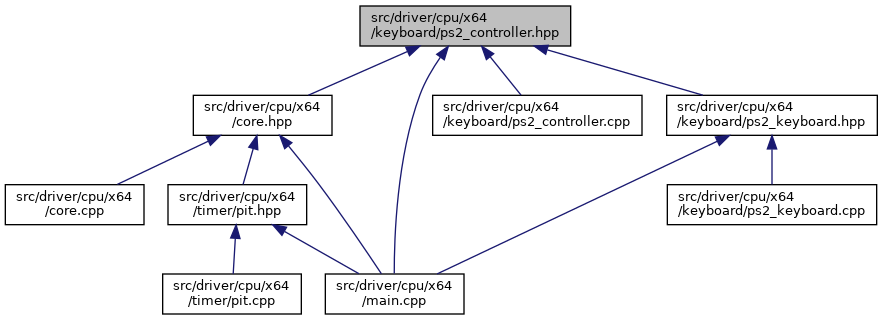 src/driver/cpu/x64
/keyboard/ps2_controller.hpp
src/driver/cpu/x64
/core.hpp
src/driver/cpu/x64
/keyboard/ps2_controller.cpp
src/driver/cpu/x64
/keyboard/ps2_keyboard.hpp
src/driver/cpu/x64
/core.cpp
src/driver/cpu/x64
/timer/pit.hpp
src/driver/cpu/x64
/keyboard/ps2_keyboard.cpp
src/driver/cpu/x64
/timer/pit.cpp
src/driver/cpu/x64
/main.cpp